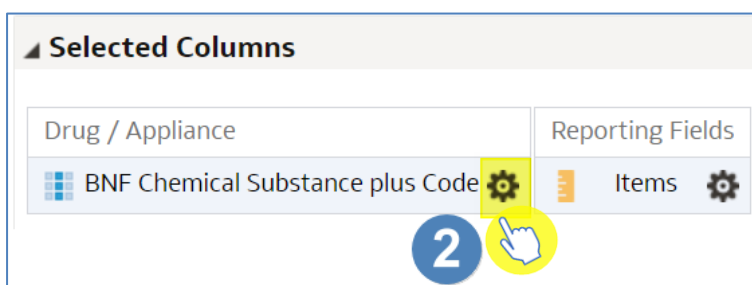 Selected Columns
Drug / Appliance
Reporting Fields
BNF Chemical Substance plus Code
Items
2